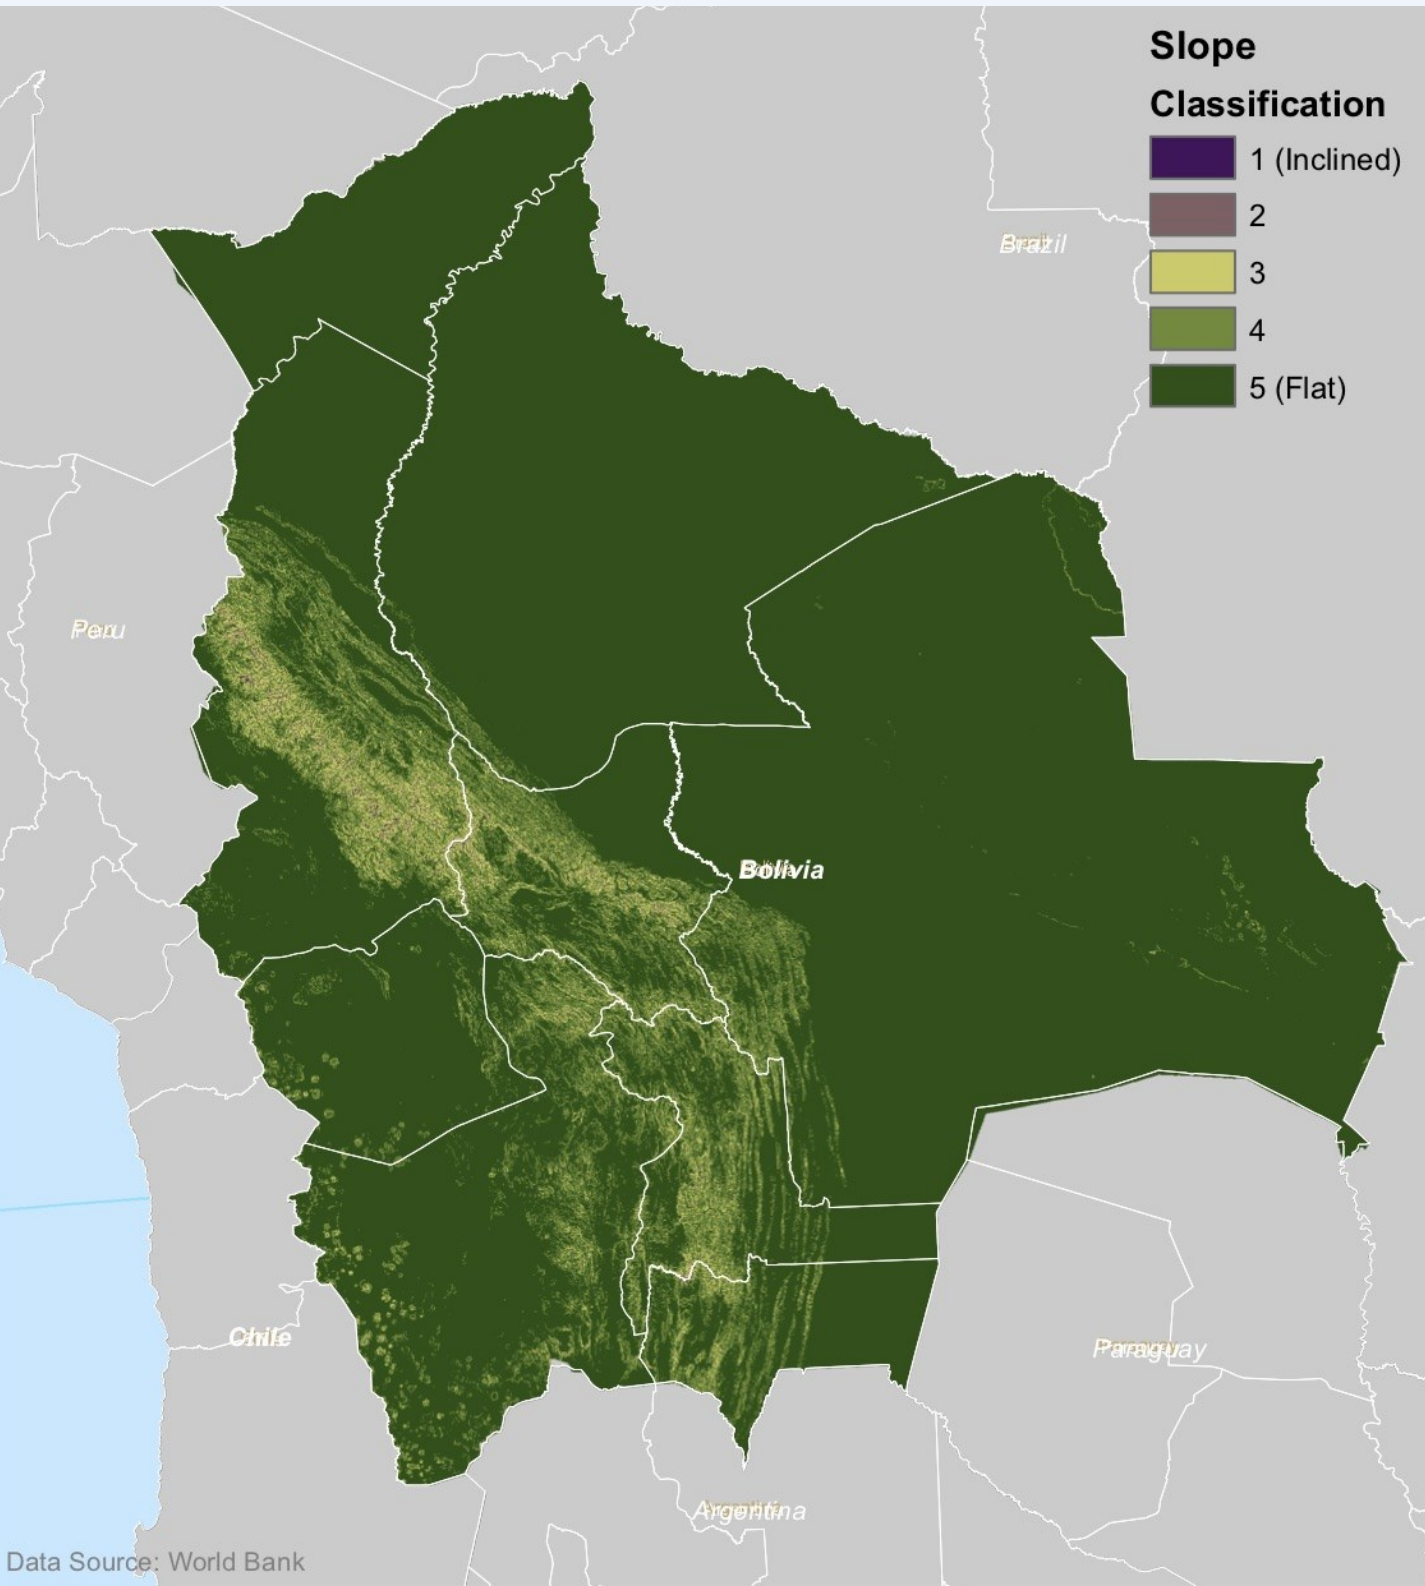 Slope
Classification
1 (Inclined)
2
3
4
5 (Flat)
Brazil
Peru
Bolivia
Chile
Paraguay
Argentina
Data Source: World Bank